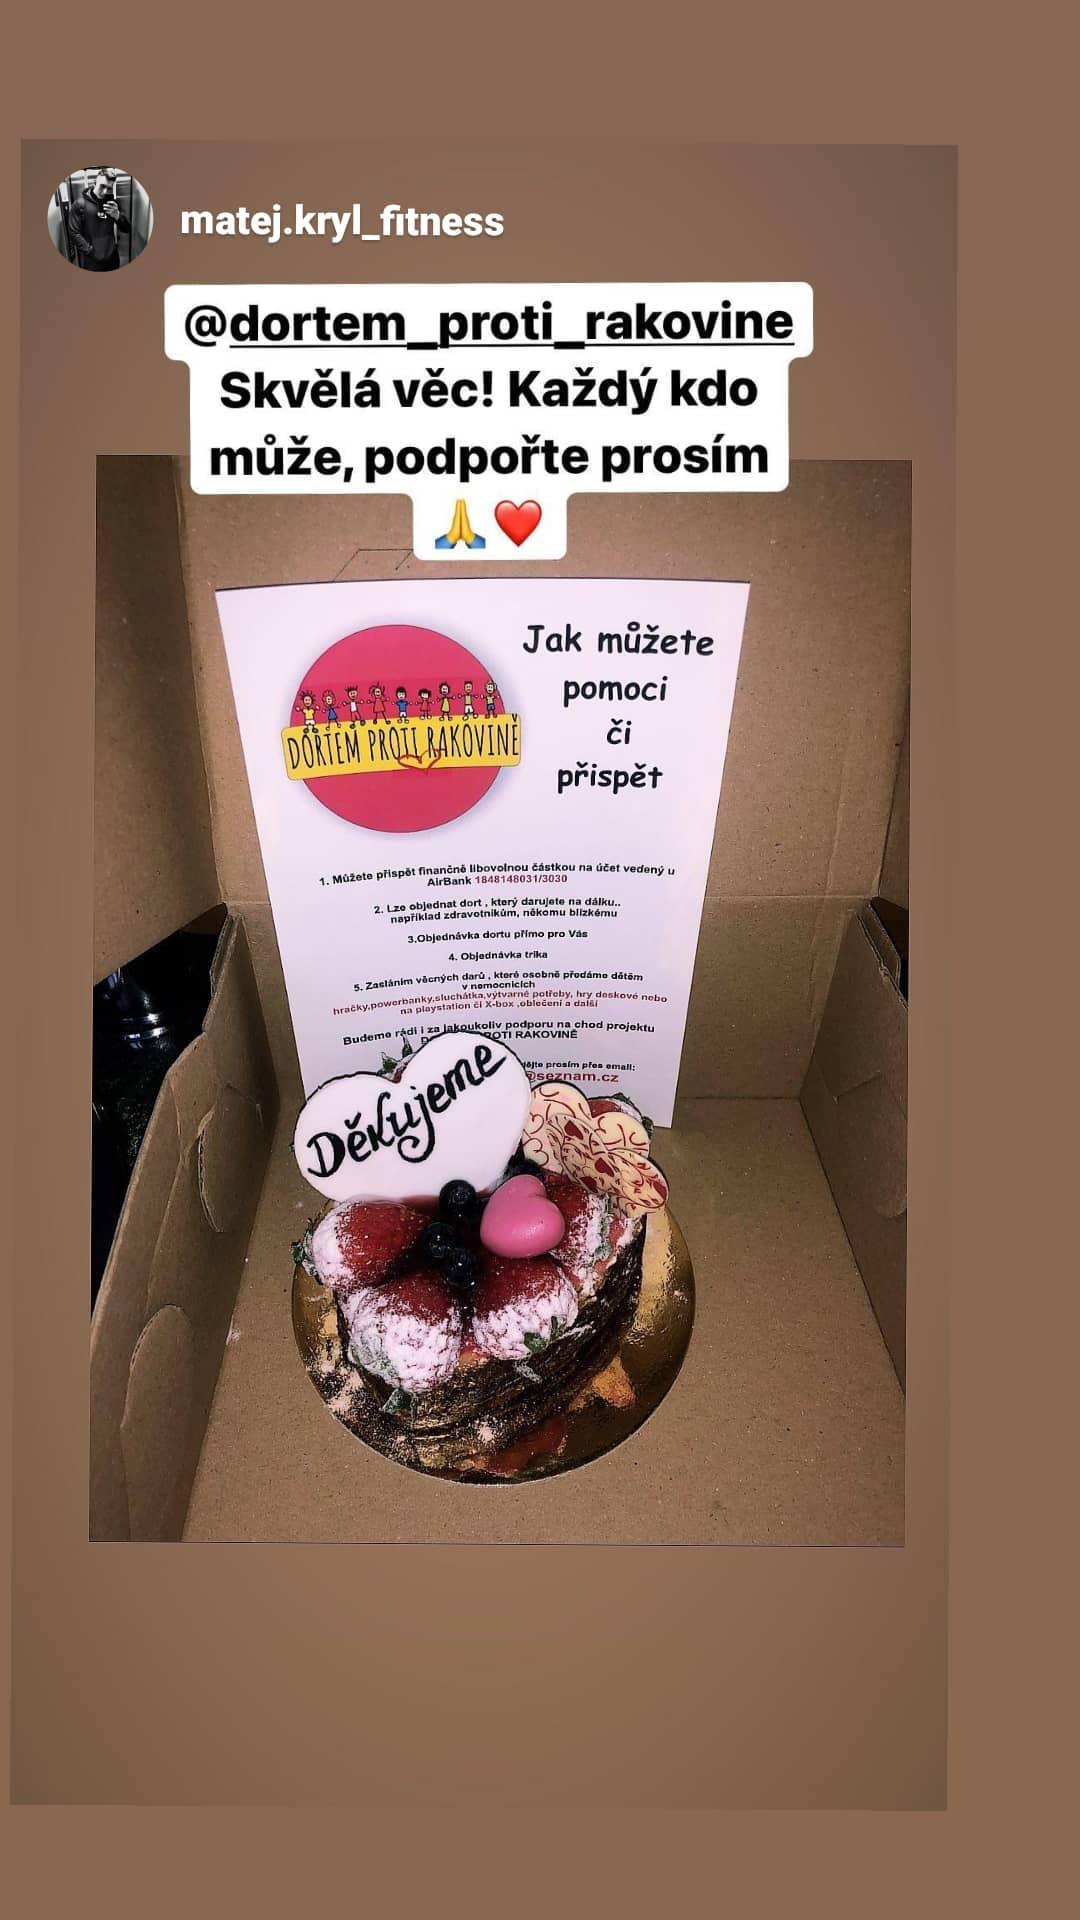 matej.kryl_fitness
@dortem_proti_rakovine
Skvělá věc! Každý kdo
může, podpořte prosím
🙏❤️
Jak můžete
pomoci
či
přispět
DORTEM PROTI RAKOVINĚ
1. Můžete přispět finančně libovolnou částkou na účet vedený u
AirBank 1848148031/3030
2. Lze objednat dort , který darujete na dálku..
například zdravotníkům, někomu blízkému
3.Objednávka dortu přímo pro Vás
4. Objednávka trika
5. Zasláním věcných darů , které osobně předáme dětěm
v nemocnicích
hračky,powerbanky,sluchátka,výtvarné potřeby, hry deskové nebo
na playstation či X-box ,oblečení a další
Budeme rádi i za jakoukoliv podporu na chod projektu
RAKOVINĚ
prosím přes email:
@seznam.cz
Děkujeme